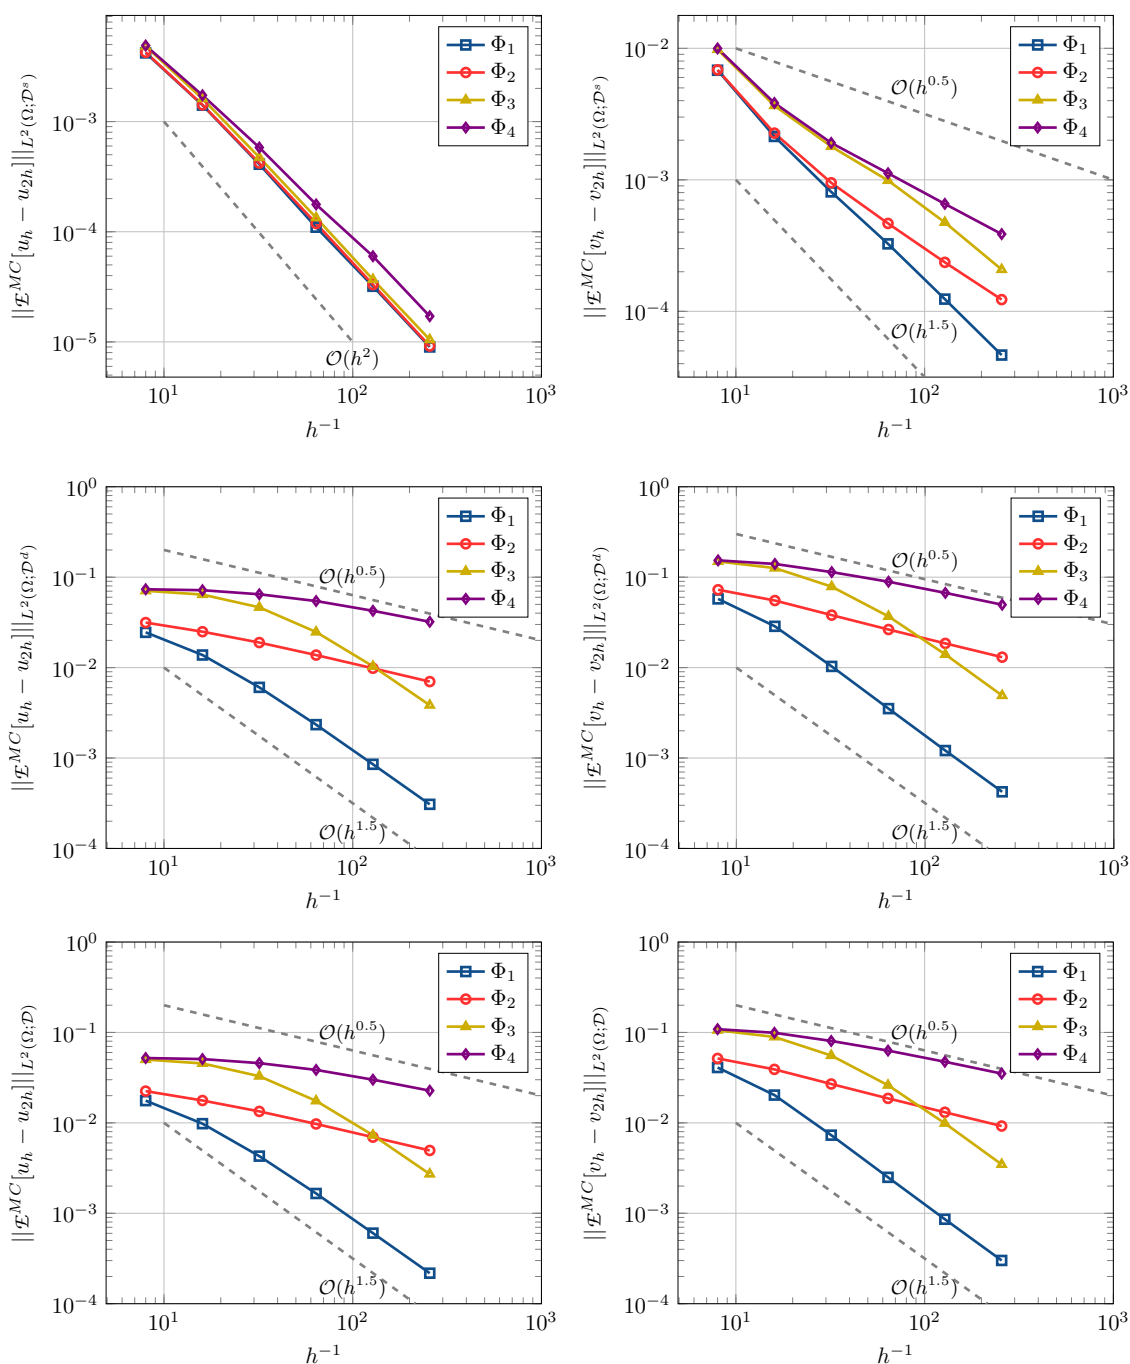 ||ℰ^{MC}[u_h − u_{2h}]||_{L^2(Ω;𝒟^s)}
10^{−3}
10^{−4}
10^{−5}
Φ_1
Φ_2
Φ_3
Φ_4
𝒪(h^2)
10^1
10^2
10^3
h^{−1}
||ℰ^{MC}[v_h − v_{2h}]||_{L^2(Ω;𝒟^s)}
10^{−2}
10^{−3}
10^{−4}
Φ_1
Φ_2
Φ_3
Φ_4
𝒪(h^{0.5})
𝒪(h^{1.5})
10^1
10^2
10^3
h^{−1}
||ℰ^{MC}[u_h − u_{2h}]||_{L^2(Ω;𝒟^d)}
10^0
10^{−1}
10^{−2}
10^{−3}
10^{−4}
Φ_1
Φ_2
Φ_3
Φ_4
𝒪(h^{0.5})
𝒪(h^{1.5})
10^1
10^2
10^3
h^{−1}
||ℰ^{MC}[v_h − v_{2h}]||_{L^2(Ω;𝒟^d)}
10^0
10^{−1}
10^{−2}
10^{−3}
10^{−4}
Φ_1
Φ_2
Φ_3
Φ_4
𝒪(h^{0.5})
𝒪(h^{1.5})
10^1
10^2
10^3
h^{−1}
||ℰ^{MC}[u_h − u_{2h}]||_{L^2(Ω;𝒟)}
10^0
10^{−1}
10^{−2}
10^{−3}
10^{−4}
Φ_1
Φ_2
Φ_3
Φ_4
𝒪(h^{0.5})
𝒪(h^{1.5})
10^1
10^2
10^3
h^{−1}
||ℰ^{MC}[v_h − v_{2h}]||_{L^2(Ω;𝒟)}
10^0
10^{−1}
10^{−2}
10^{−3}
10^{−4}
Φ_1
Φ_2
Φ_3
Φ_4
𝒪(h^{0.5})
𝒪(h^{1.5})
10^1
10^2
10^3
h^{−1}